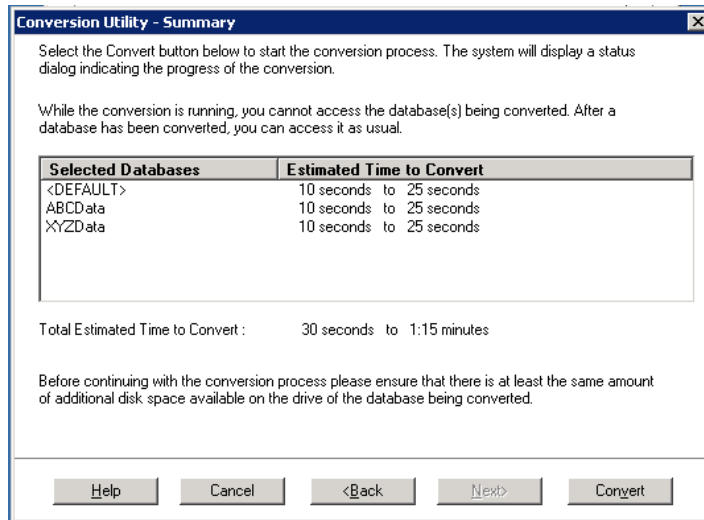 Conversion Utility - Summary
Select the Convert button below to start the conversion process. The system will display a status
dialog indicating the progress of the conversion.
While the conversion is running, you cannot access the database(s) being converted. After a
database has been converted, you can access it as usual.
Selected Databases Estimated Time to Convert
<DEFAULT> 10 seconds to 25 seconds
ABCData 10 seconds to 25 seconds
XYZData 10 seconds to 25 seconds
Total Estimated Time to Convert : 30 seconds to 1:15 minutes
Before continuing with the conversion process please ensure that there is at least the same amount
of additional disk space available on the drive of the database being converted.
Help Cancel <Back Next> Convert